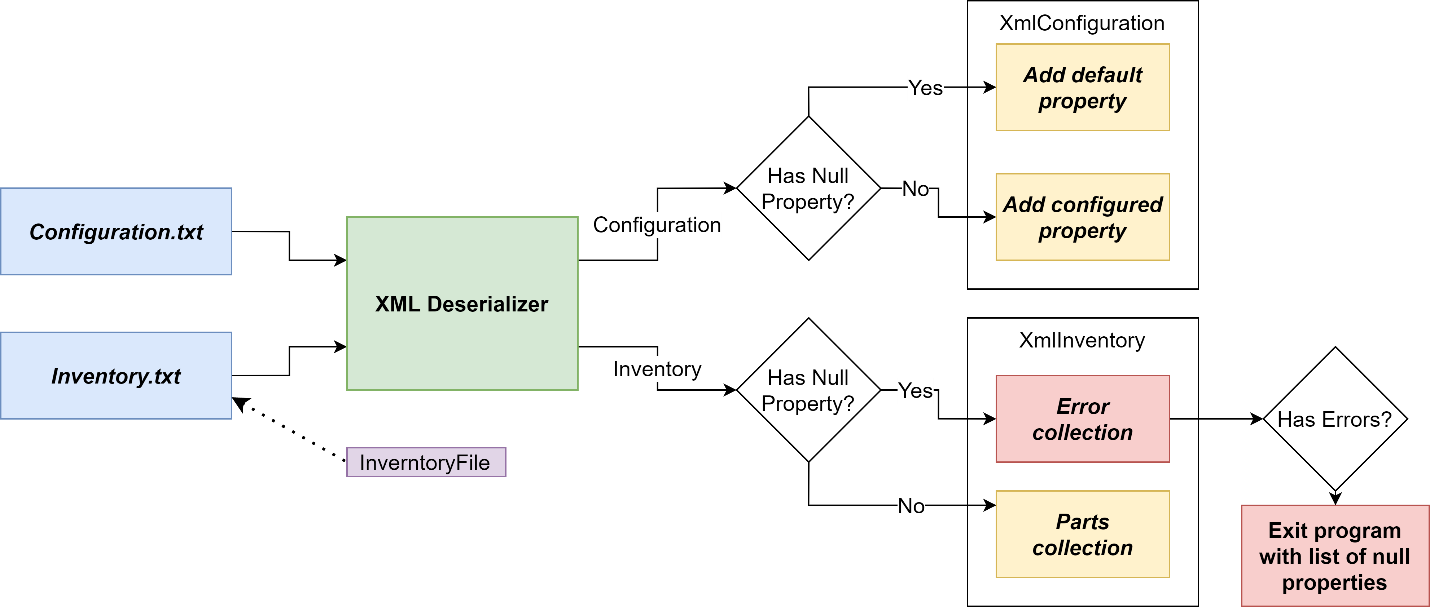 XmlConfiguration
Add default
property
Yes
Has Null
Property?
No
Add configured
property
Configuration.txt
Configuration
XML Deserializer
Inventory.txt
Inventory
InverntoryFile
Has Null
Property?
XmlInventory
Yes
Error
collection
Has Errors?
No
Parts
collection
Exit program
with list of null
properties